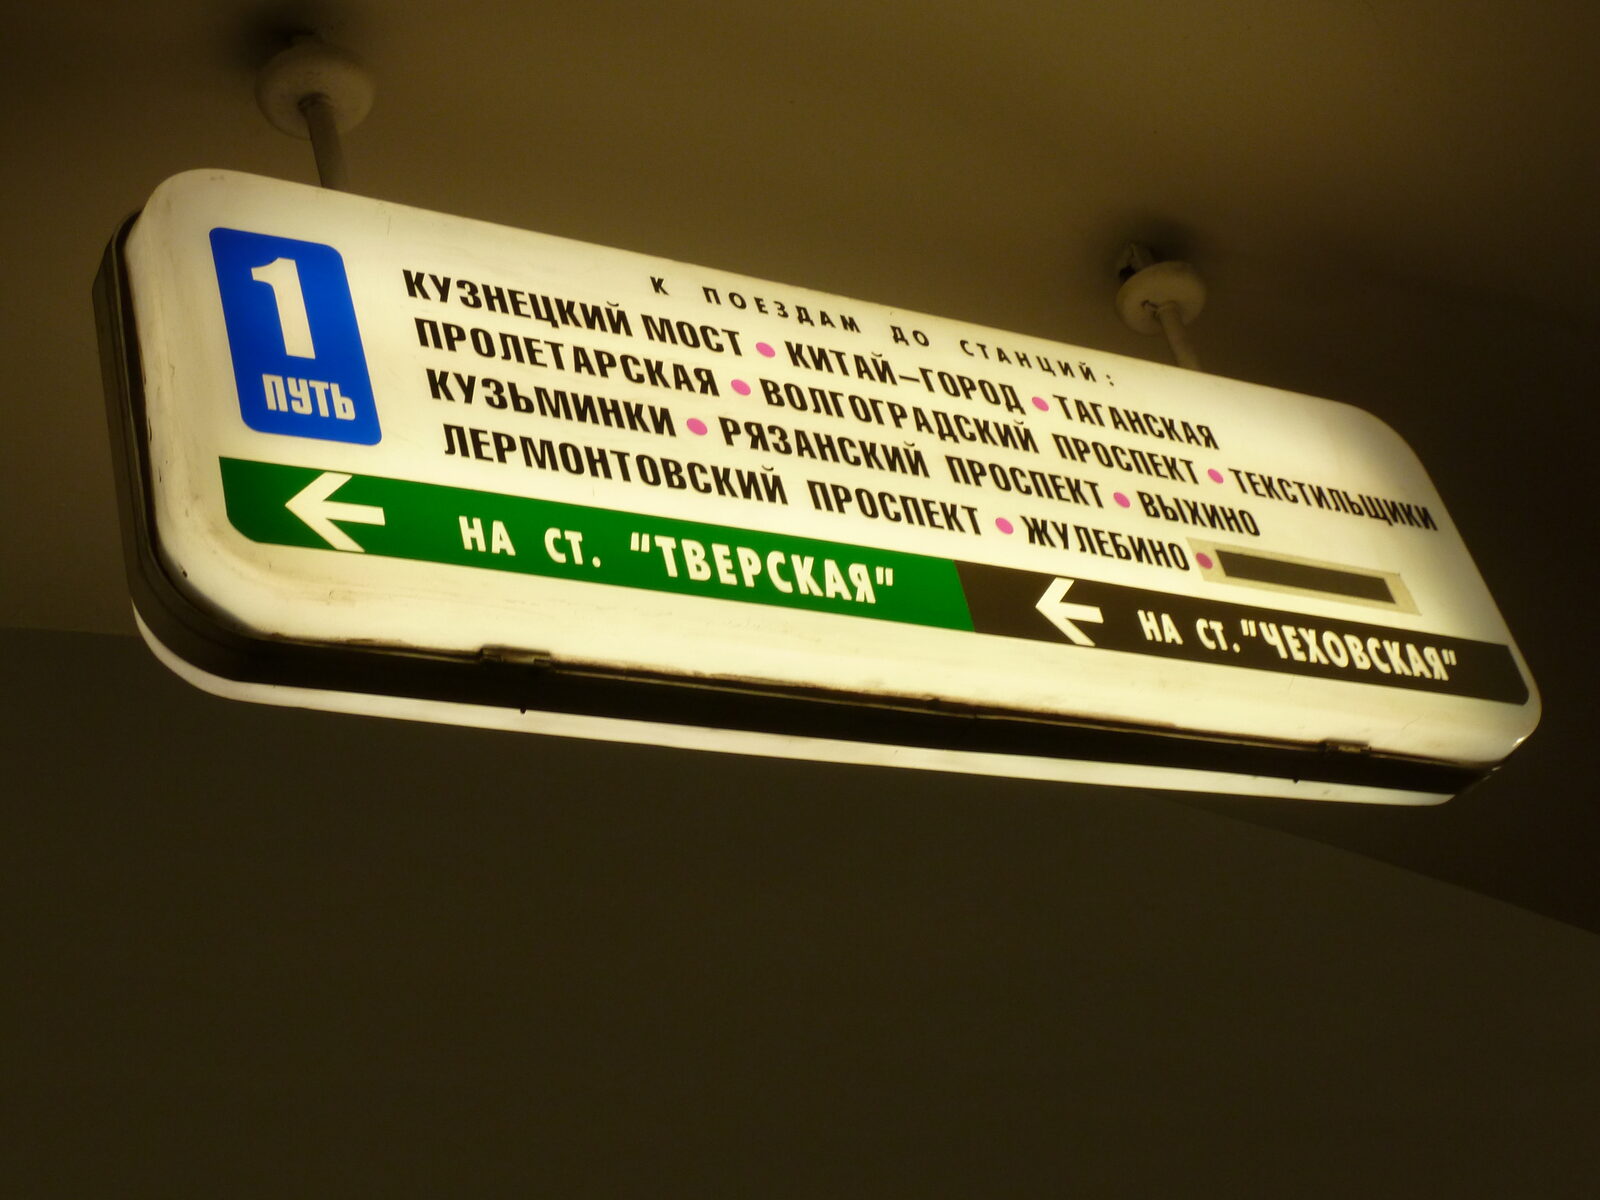 1
ПУТЬ
К ПОЕЗДАМ ДО СТАНЦИЙ:
КУЗНЕЦКИЙ МОСТ • КИТАЙ-ГОРОД • ТАГАНСКАЯ
ПРОЛЕТАРСКАЯ • ВОЛГОГРАДСКИЙ ПРОСПЕКТ • ТЕКСТИЛЬЩИКИ
КУЗЬМИНКИ • РЯЗАНСКИЙ ПРОСПЕКТ • ВЫХИНО
ЛЕРМОНТОВСКИЙ ПРОСПЕКТ • ЖУЛЕБИНО •
← НА СТ. "ТВЕРСКАЯ"
← НА СТ. "ЧЕХОВСКАЯ"